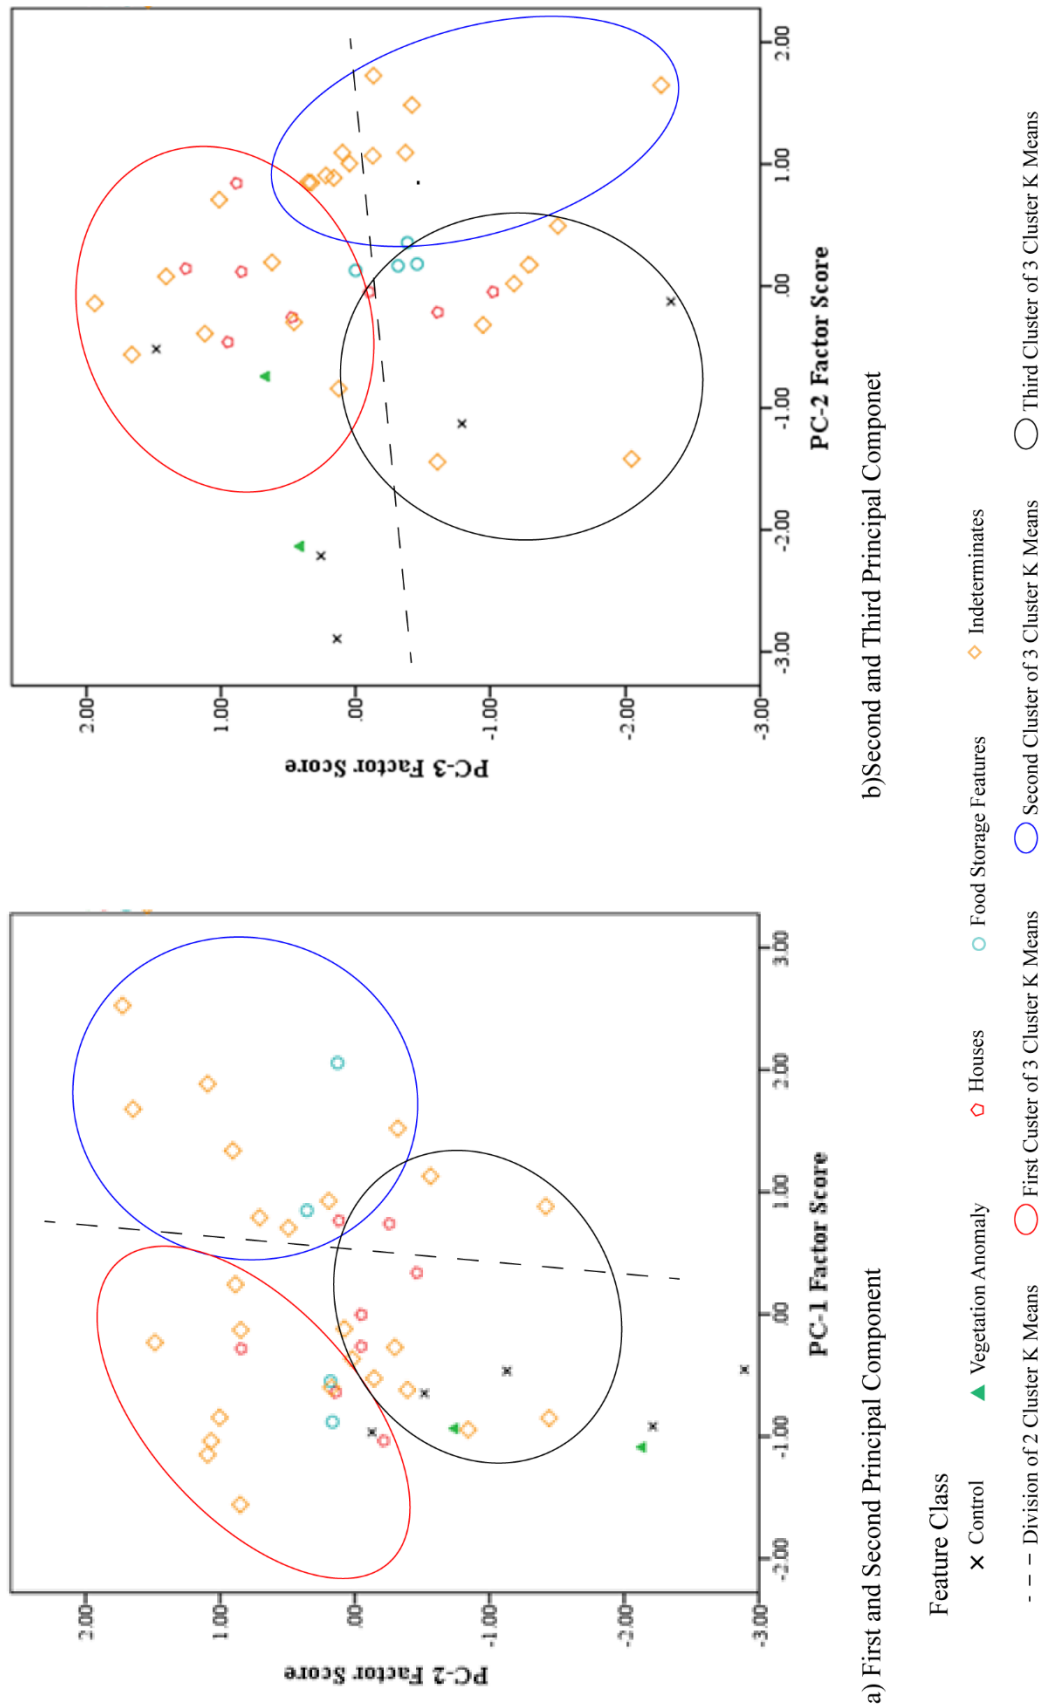 2.00
1.00
.00
-1.00
-2.00
-3.00
PC-2 Factor Score
-2.00
-1.00
.00
1.00
2.00
3.00
PC-1 Factor Score
a) First and Second Principal Component
2.00
1.00
.00
-1.00
-2.00
-3.00
PC-3 Factor Score
-3.00
-2.00
-1.00
.00
1.00
2.00
PC-2 Factor Score
b)Second and Third Principal Componet
Feature Class
Control Vegetation Anomaly Houses Food Storage Features Indeterminates
Division of 2 Cluster K Means First Custer of 3 Cluster K Means Second Cluster of 3 Cluster K Means Third Cluster of 3 Cluster K Means